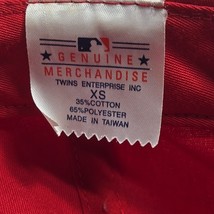 GENUINE
MERCHANDISE
TWINS ENTERPRISE INC
XS
35%COTTON
65%POLYESTER
MADE IN TAIWAN